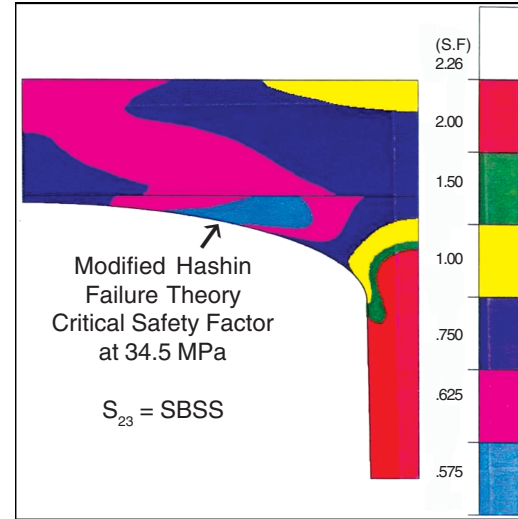 (S.F)
2.26
2.00
1.50
1.00
.750
.625
.575
Modified Hashin
Failure Theory
Critical Safety Factor
at 34.5 MPa
S₂₃ = SBSS